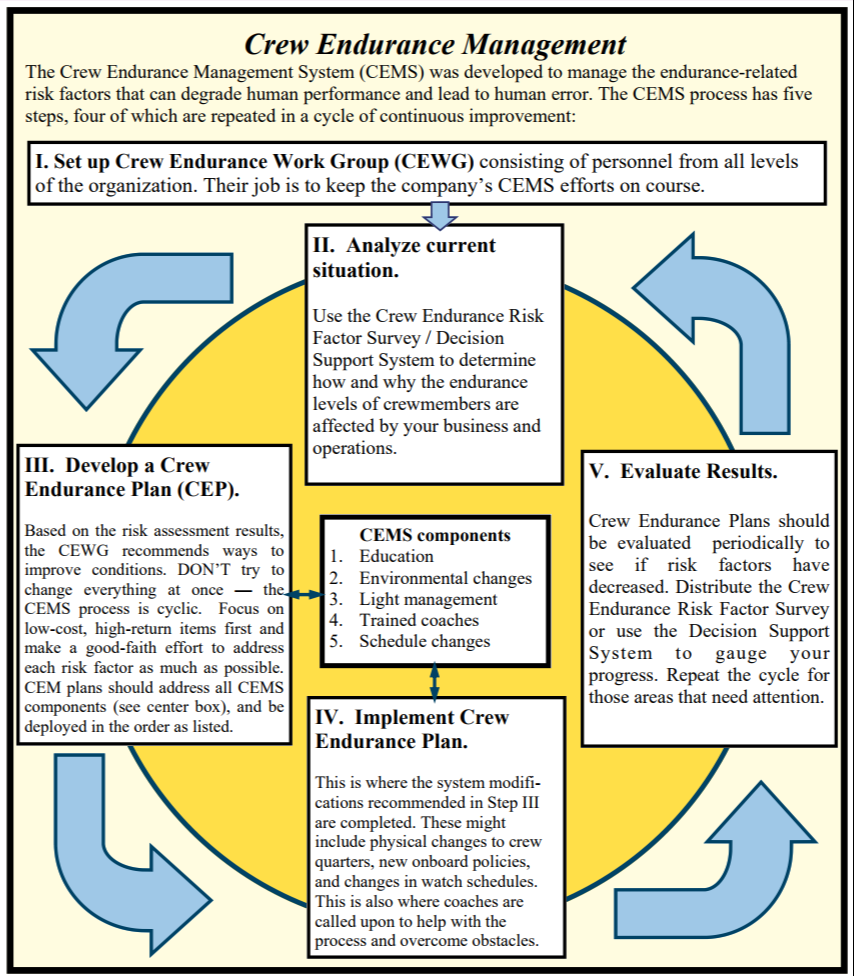 Crew Endurance Management
The Crew Endurance Management System (CEMS) was developed to manage the endurance-related
risk factors that can degrade human performance and lead to human error. The CEMS process has five
steps, four of which are repeated in a cycle of continuous improvement:
I. Set up Crew Endurance Work Group (CEWG) consisting of personnel from all levels
of the organization. Their job is to keep the company's CEMS efforts on course.
II. Analyze current
situation.
Use the Crew Endurance Risk
Factor Survey / Decision
Support System to determine
how and why the endurance
levels of crewmembers are
affected by your business and
operations.
III. Develop a Crew
Endurance Plan (CEP).
Based on the risk assessment results,
the CEWG recommends ways to
improve conditions. DON'T try to
change everything at once — the
CEMS process is cyclic. Focus on
low-cost, high-return items first and
make a good-faith effort to address
each risk factor as much as possible.
CEM plans should address all CEMS
components (see center box), and be
deployed in the order as listed.
CEMS components
1. Education
2. Environmental changes
3. Light management
4. Trained coaches
5. Schedule changes
IV. Implement Crew
Endurance Plan.
This is where the system modifi-
cations recommended in Step III
are completed. These might
include physical changes to crew
quarters, new onboard policies,
and changes in watch schedules.
This is also where coaches are
called upon to help with the
process and overcome obstacles.
V. Evaluate Results.
Crew Endurance Plans should
be evaluated periodically to
see if risk factors have
decreased. Distribute the Crew
Endurance Risk Factor Survey
or use the Decision Support
System to gauge your
progress. Repeat the cycle for
those areas that need attention.